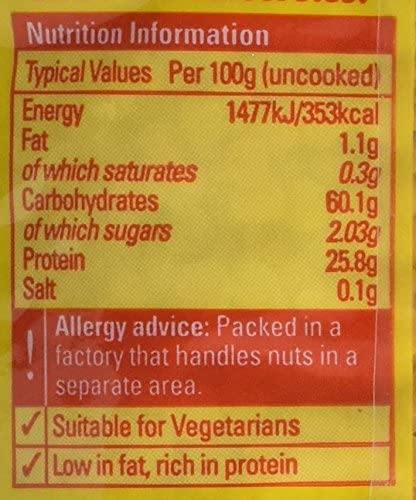 Nutrition Information
Typical Values Per 100g (uncooked)
Energy 1477kJ/353kcal
Fat 1.1g
of which saturates 0.3g
Carbohydrates 60.1g
of which sugars 2.03g
Protein 25.8g
Salt 0.1g
! Allergy advice: Packed in a
factory that handles nuts in a
separate area.
✓ Suitable for Vegetarians
✓ Low in fat, rich in protein